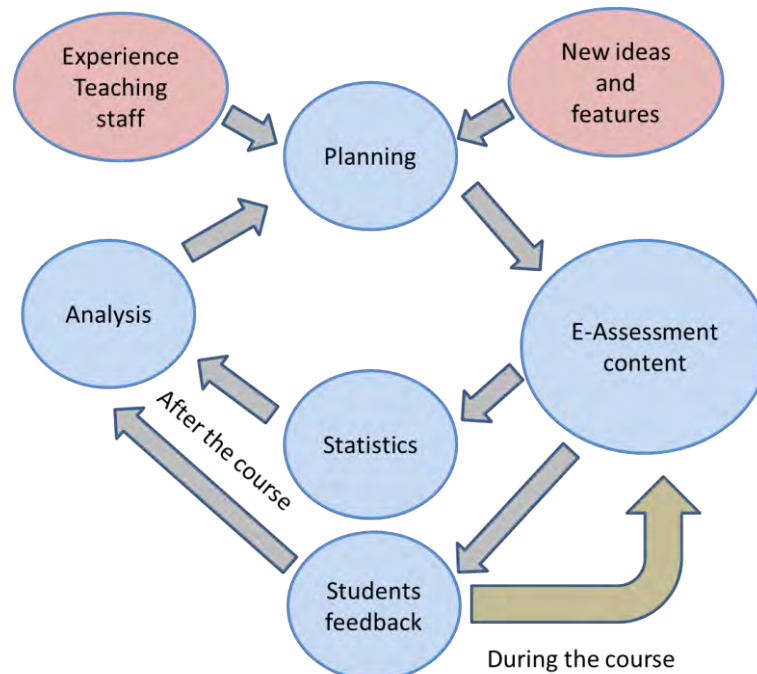 Experience
Teaching
staff
New ideas
and
features
Planning
Analysis
E-Assessment
content
After the course
Statistics
Students
feedback
During the course